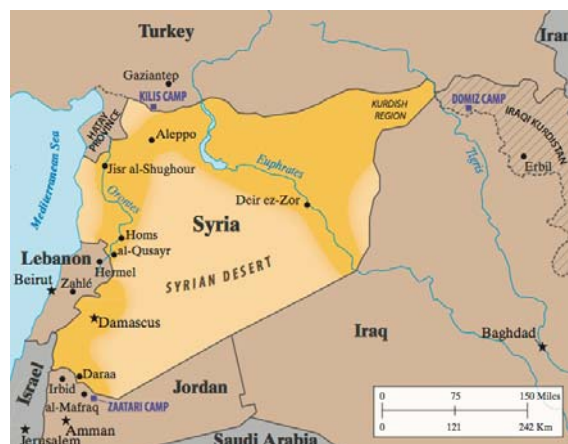 Turkey
Iran
Gaziantep
KILIS CAMP
DOMIZ CAMP
KURDISH
REGION
IRAQI KURDISTAN
HATAY
PROVINCE
Aleppo
Mediterranean Sea
Jisr al-Shughour
Euphrates
Tigris
Erbil
Orontes
Deir ez-Zor
Syria
Homs
al-Qusayr
Lebanon
Hermel
SYRIAN DESERT
Beirut
Zahlé
Damascus
Iraq
Baghdad
Israel
Daraa
Irbid
Jordan
al-Mafraq
ZAATARI CAMP
0 75 150 Miles
0 121 242 Km
Amman
Jerusalem
Saudi Arabia